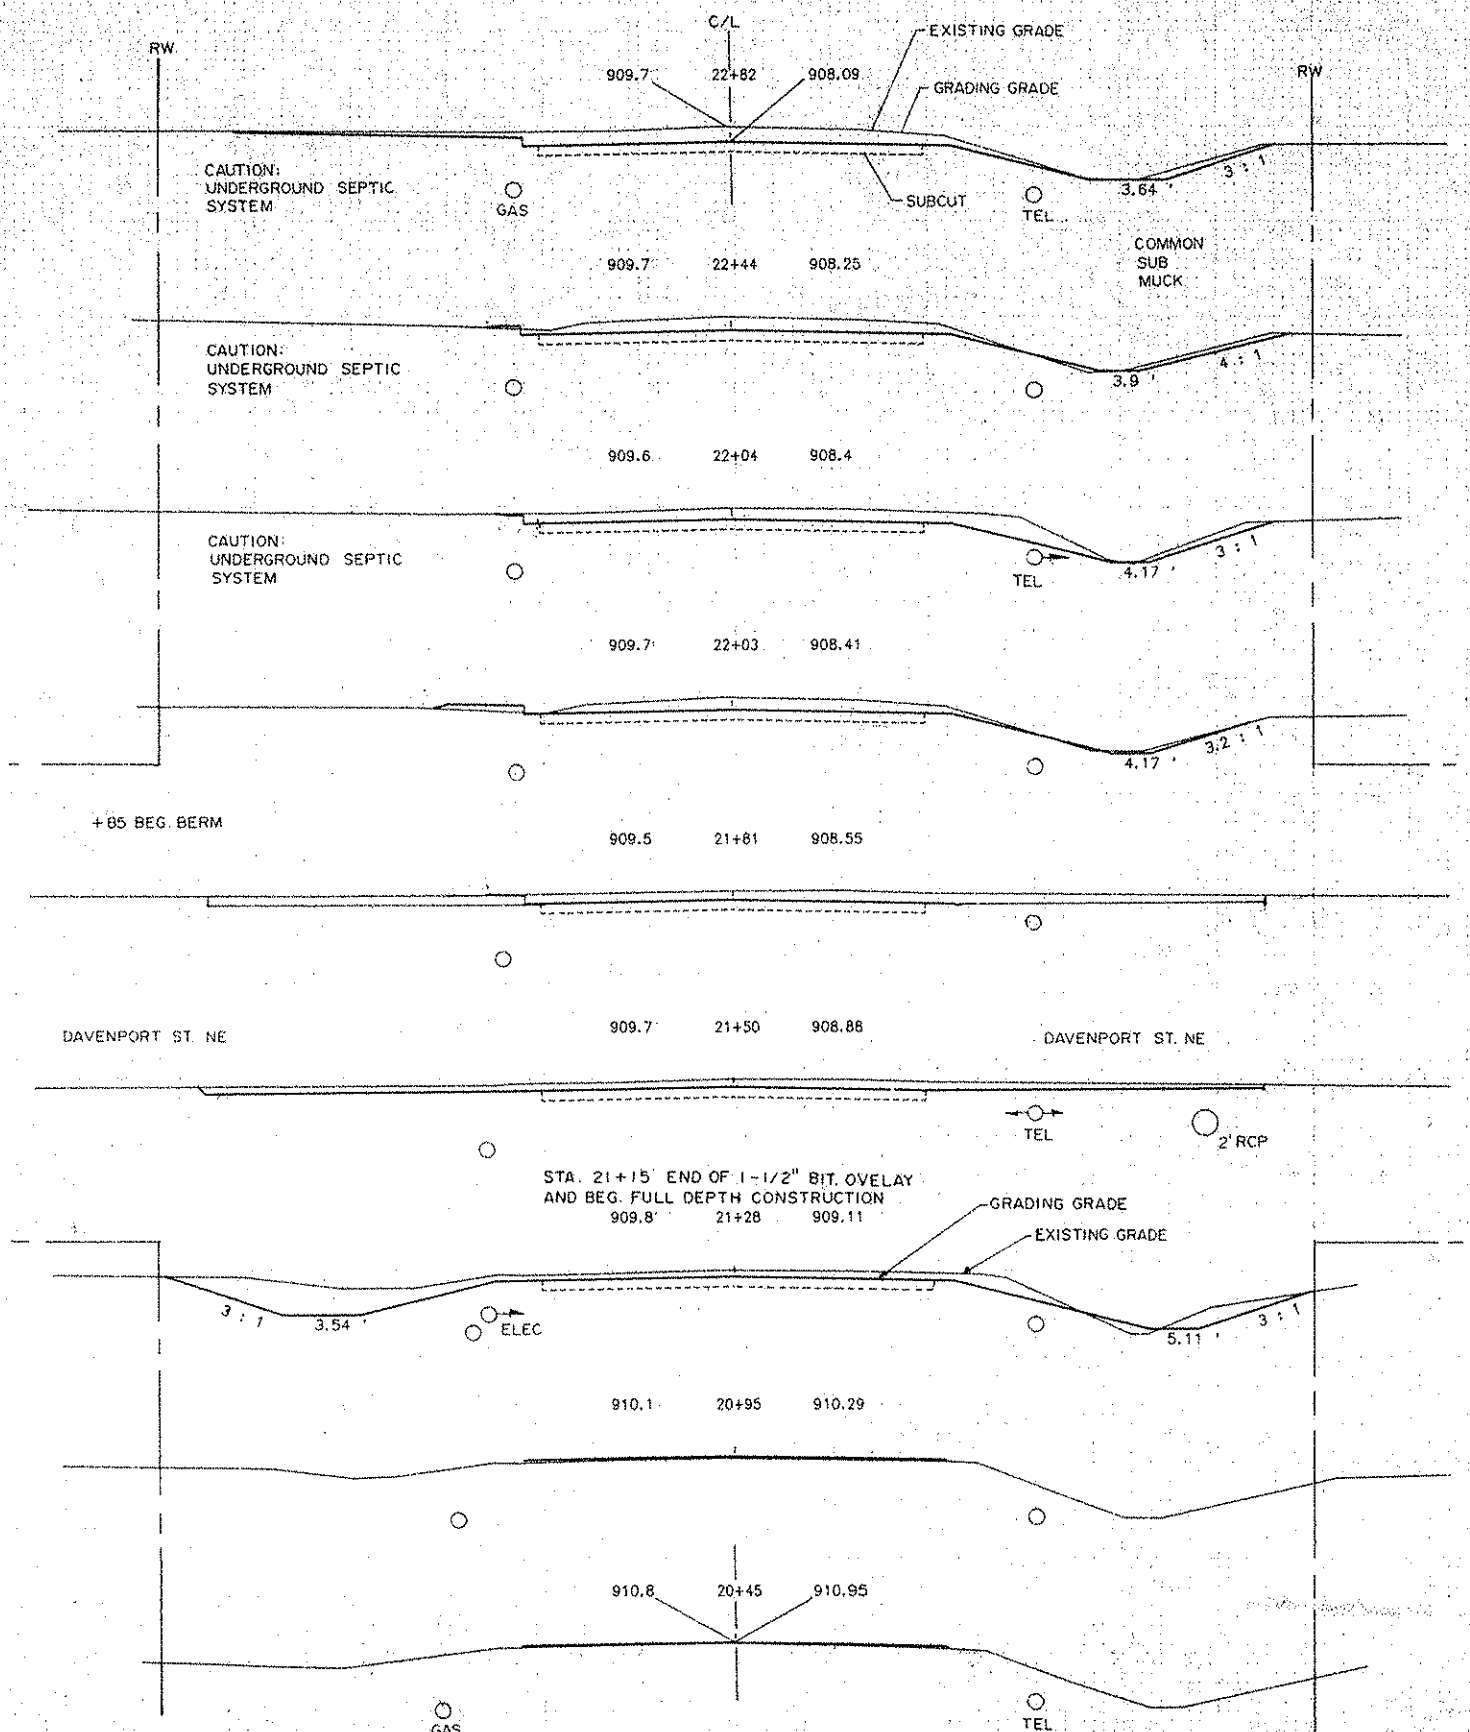 C/L
RW
EXISTING GRADE
909.7 22+82 908.09
RW
GRADING GRADE
CAUTION:
UNDERGROUND SEPTIC
SYSTEM
GAS
SUBCUT
TEL
3.64 '
3 : 1
COMMON
SUB
MUCK
909.7 22+44 908.25
CAUTION:
UNDERGROUND SEPTIC
SYSTEM
3.9 '
4 : 1
909.6 22+04 908.4
CAUTION:
UNDERGROUND SEPTIC
SYSTEM
TEL
4.17 '
3 : 1
909.7 22+03 908.41
4.17 '
3.2 : 1
+85 BEG. BERM
909.5 21+81 908.55
909.7 21+50 908.88
DAVENPORT ST. NE
DAVENPORT ST. NE
TEL
2' RCP
STA. 21+15 END OF 1-1/2" BIT. OVELAY
AND BEG. FULL DEPTH CONSTRUCTION
909.8 21+28 909.11
GRADING GRADE
EXISTING GRADE
3 : 1
3.54 '
ELEC
5.11 '
3 : 1
910.1 20+95 910.29
910.8 20+45 910.95
GAS
TEL